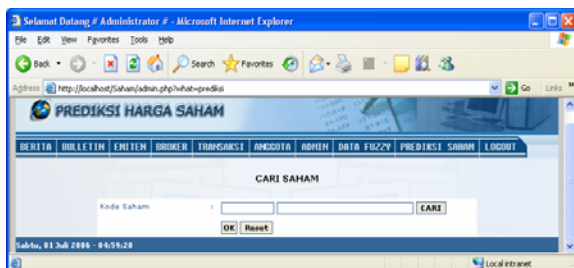 Selamat Datang # Administrator # - Microsoft Internet Explorer
File Edit View Favorites Tools Help
Back Search Favorites
Address http://localhost/Saham/admin.php?what=prediksi Go Links
PREDIKSI HARGA SAHAM
BERITA BULLETIN EMITEN BROKER TRANSAKSI ANGGOTA ADMIN DATA FUZZY PREDIKSI SAHAM LOGOUT
CARI SAHAM
Kode Saham : CARI
OK Reset
Sabtu, 01 Juli 2006 - 04:59:20
Local intranet